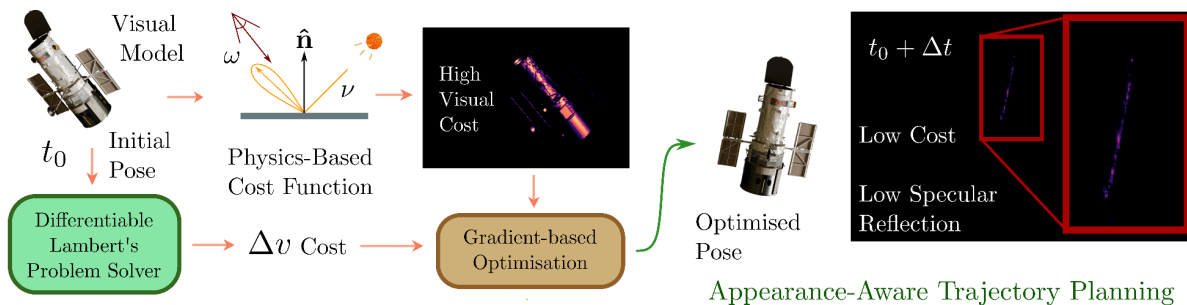 Visual
Model
t₀
Initial
Pose
Differentiable
Lambert's
Problem Solver
ω
n̂
ν
Physics-Based
Cost Function
Δv Cost
High
Visual
Cost
Gradient-based
Optimisation
Optimised
Pose
t₀ + Δt
Low Cost
Low Specular
Reflection
Appearance-Aware Trajectory Planning